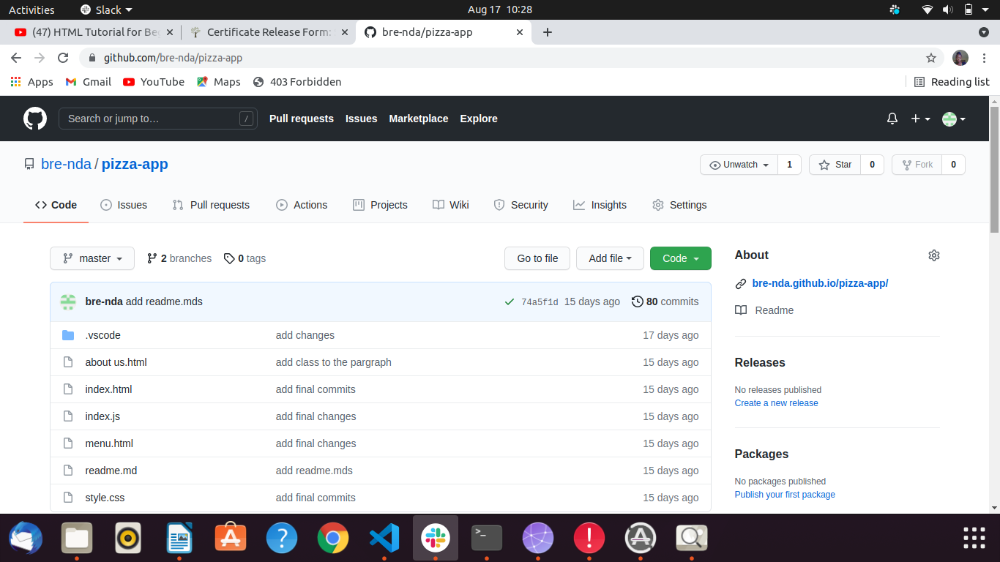 Activities Slack Aug 17 10:28
(47) HTML Tutorial for Be Certificate Release Form: bre-nda/pizza-app
github.com/bre-nda/pizza-app
Apps Gmail YouTube Maps 403 Forbidden Reading list
Search or jump to… / Pull requests Issues Marketplace Explore
bre-nda / pizza-app Unwatch 1 Star 0 Fork 0
Code Issues Pull requests Actions Projects Wiki Security Insights Settings
master 2 branches 0 tags Go to file Add file Code
About
bre-nda.github.io/pizza-app/
bre-nda add readme.mds 74a5f1d 15 days ago 80 commits
Readme
.vscode add changes 17 days ago
about us.html add class to the pargraph 15 days ago
Releases
index.html add final commits 15 days ago
No releases published
Create a new release
index.js add final changes 15 days ago
menu.html add final changes 15 days ago
Packages
readme.md add readme.mds 15 days ago
No packages published
Publish your first package
style.css add final commits 15 days ago